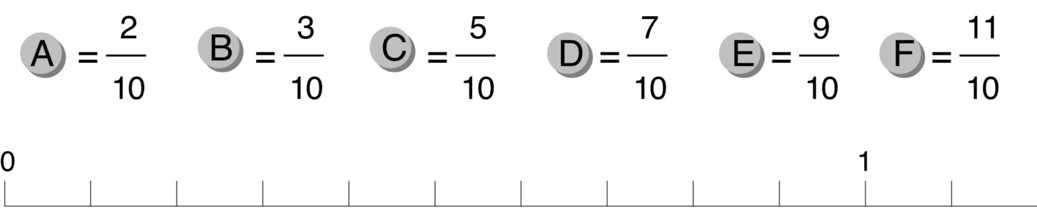 A = 2/10 B = 3/10 C = 5/10 D = 7/10 E = 9/10 F = 11/10
0 1